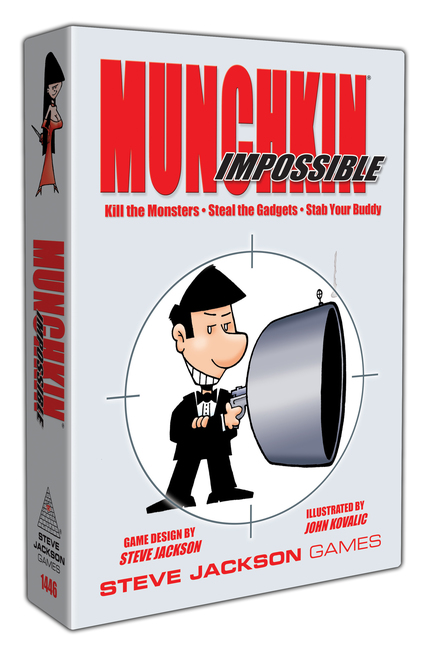 MUNCHKIN®
IMPOSSIBLE
Kill the Monsters • Steal the Gadgets • Stab Your Buddy
GAME DESIGN BY
STEVE JACKSON
ILLUSTRATED BY
JOHN KOVALIC
STEVE JACKSON GAMES
MUNCHKIN™
IMPOSSIBLE
STEVE
JACKSON
GAMES
1446